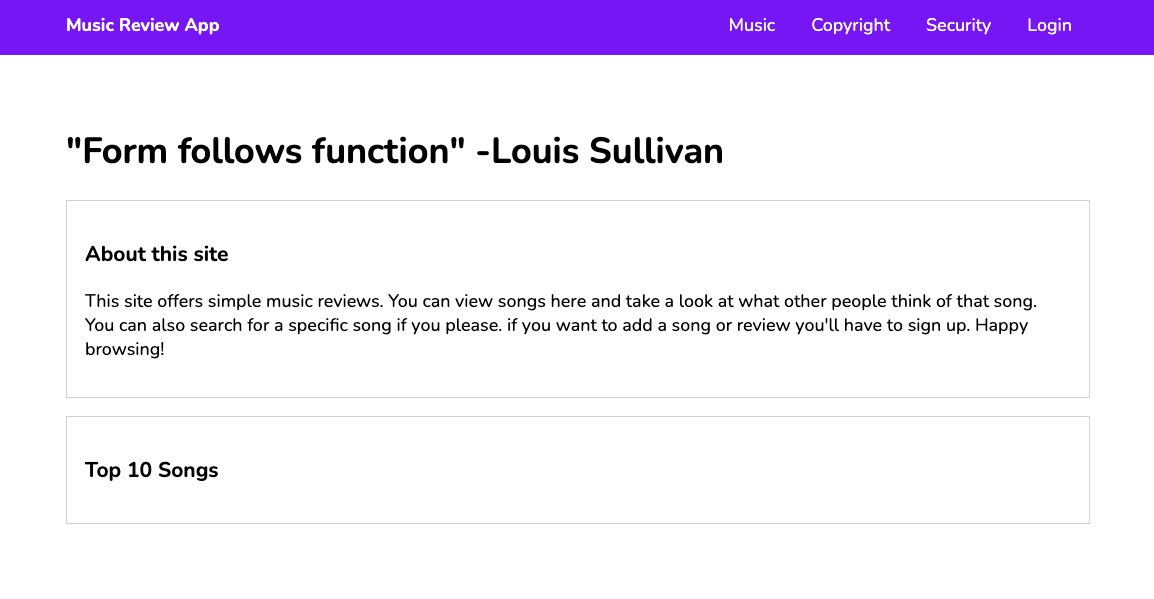 Music Review App
Music Copyright Security Login
"Form follows function" -Louis Sullivan
About this site
This site offers simple music reviews. You can view songs here and take a look at what other people think of that song.
You can also search for a specific song if you please. if you want to add a song or review you'll have to sign up. Happy
browsing!
Top 10 Songs